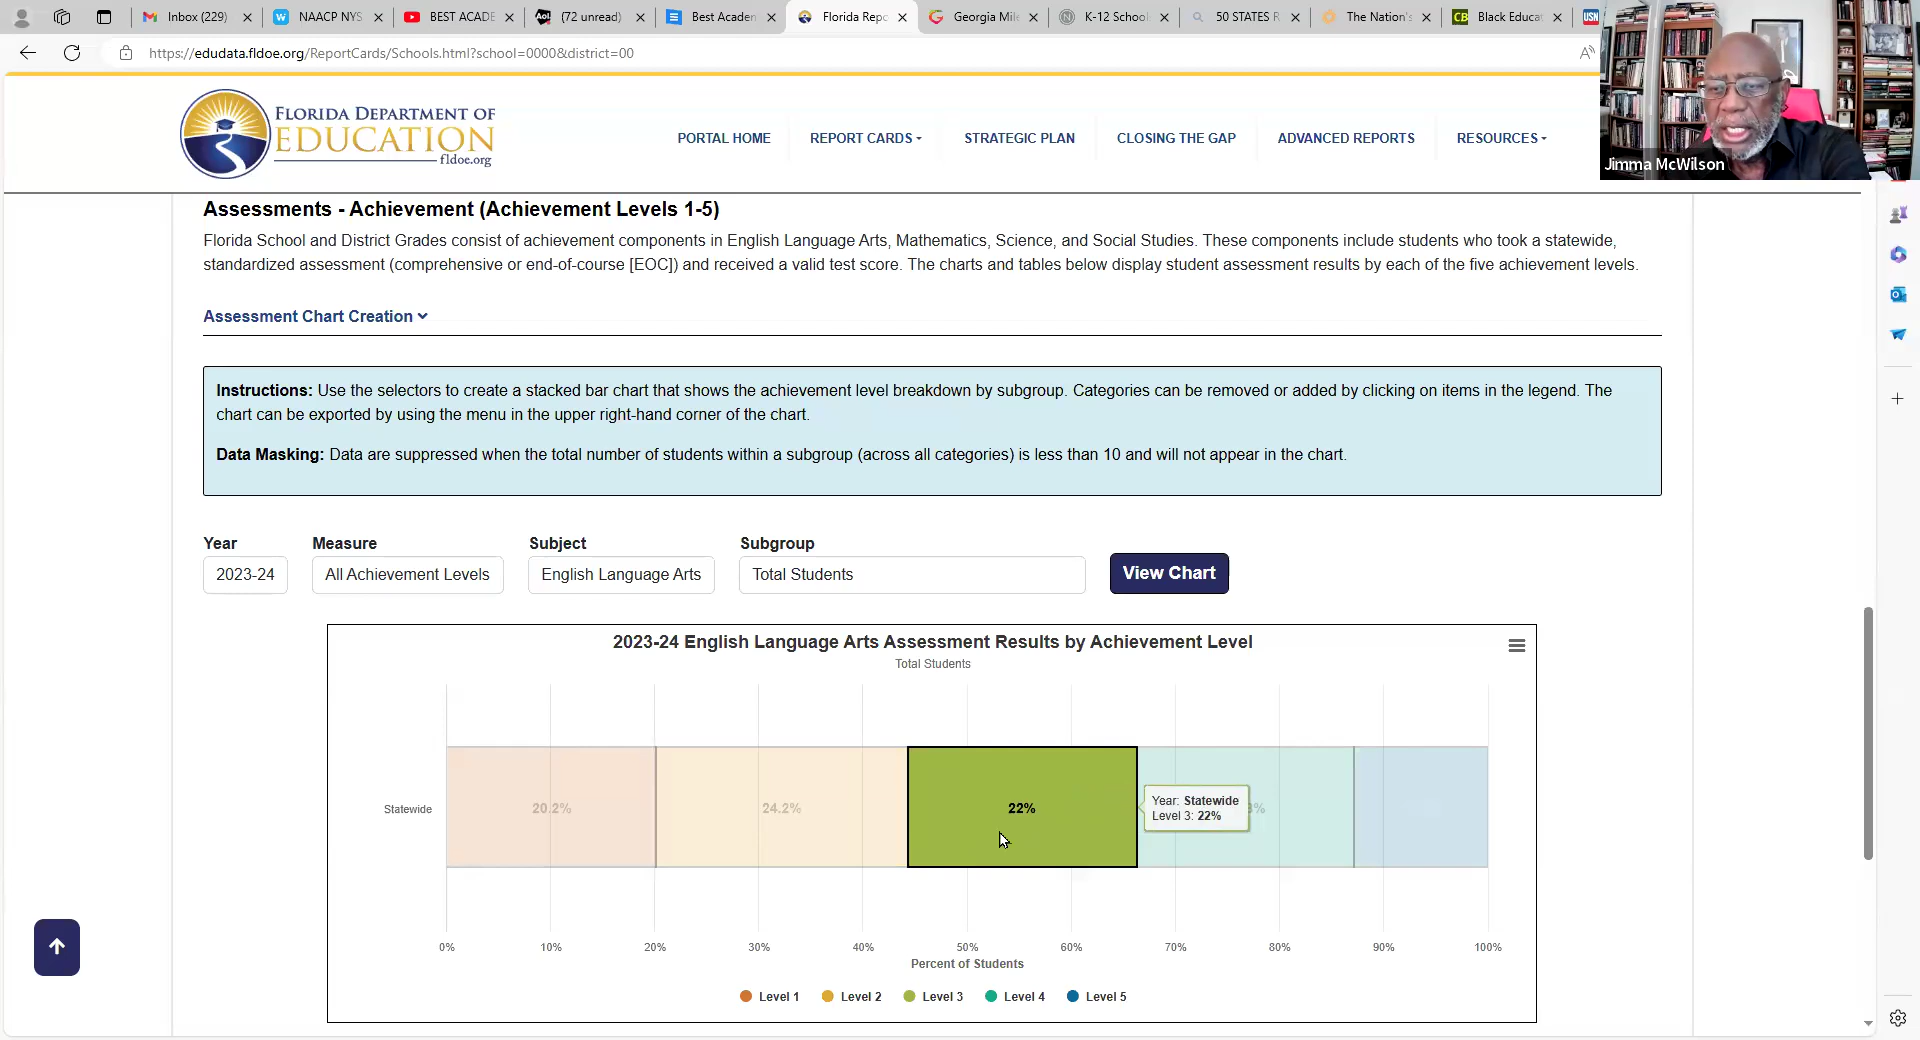 Inbox (229)
NAACP NYS
BEST ACADE
Aol
(72 unread)
Best Academ
Florida Repo
Georgia Mil
K-12 School
50 STATES R
The Nation's
CB
Black Educa
USN
https://edudata.fldoe.org/ReportCards/Schools.html?school=0000&district=00
FLORIDA DEPARTMENT OF
EDUCATION
fldoe.org
PORTAL HOME
REPORT CARDS
STRATEGIC PLAN
CLOSING THE GAP
ADVANCED REPORTS
RESOURCES
Jimma McWilson
Assessments - Achievement (Achievement Levels 1-5)
Florida School and District Grades consist of achievement components in English Language Arts, Mathematics, Science, and Social Studies. These components include students who took a statewide,
standardized assessment (comprehensive or end-of-course [EOC]) and received a valid test score. The charts and tables below display student assessment results by each of the five achievement levels.
Assessment Chart Creation
Instructions: Use the selectors to create a stacked bar chart that shows the achievement level breakdown by subgroup. Categories can be removed or added by clicking on items in the legend. The
chart can be exported by using the menu in the upper right-hand corner of the chart.
Data Masking: Data are suppressed when the total number of students within a subgroup (across all categories) is less than 10 and will not appear in the chart.
Year
Measure
Subject
Subgroup
2023-24
All Achievement Levels
English Language Arts
Total Students
View Chart
2023-24 English Language Arts Assessment Results by Achievement Level
Total Students
Statewide
20.2%
24.2%
22%
Year: Statewide
Level 3: 22%
0%
10%
20%
30%
40%
50%
60%
70%
80%
90%
100%
Percent of Students
Level 1
Level 2
Level 3
Level 4
Level 5